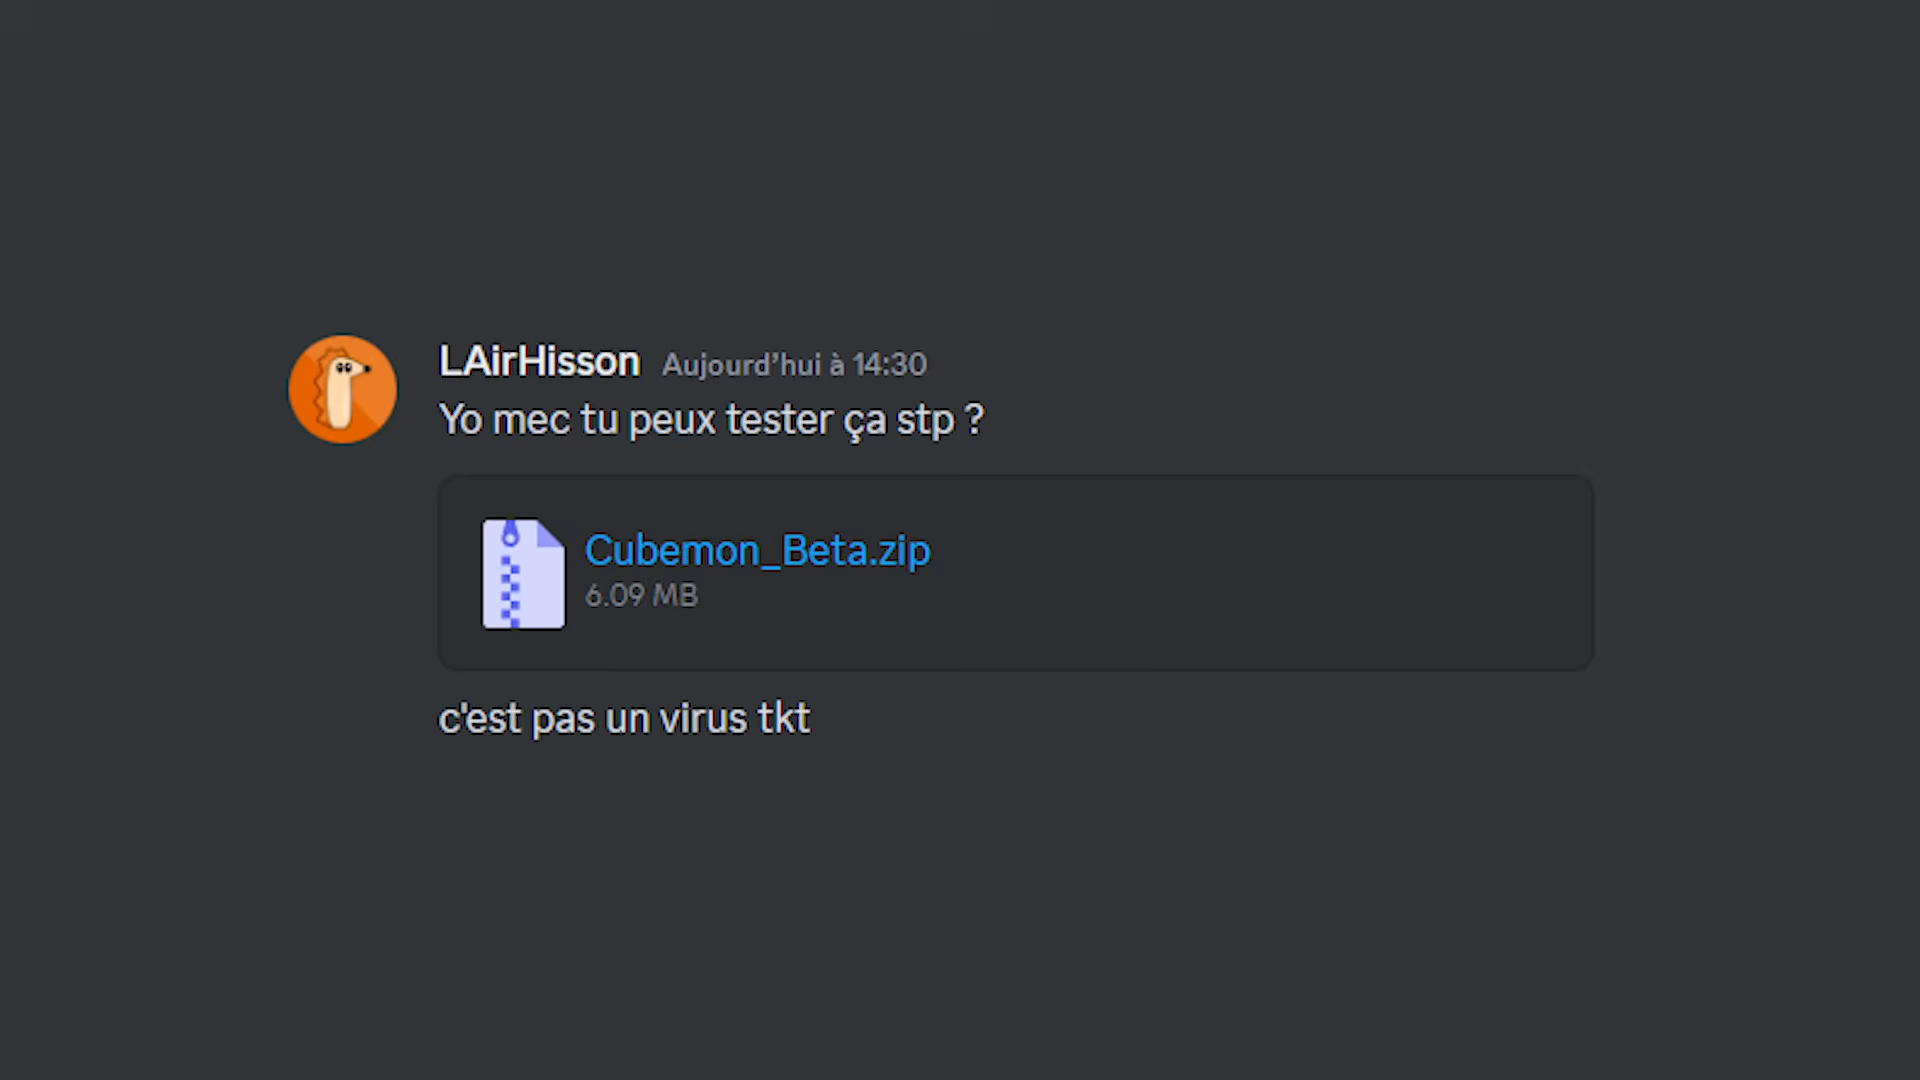 LAirHisson Aujourd’hui à 14:30
Yo mec tu peux tester ça stp ?
Cubemon_Beta.zip
6.09 MB
c'est pas un virus tkt